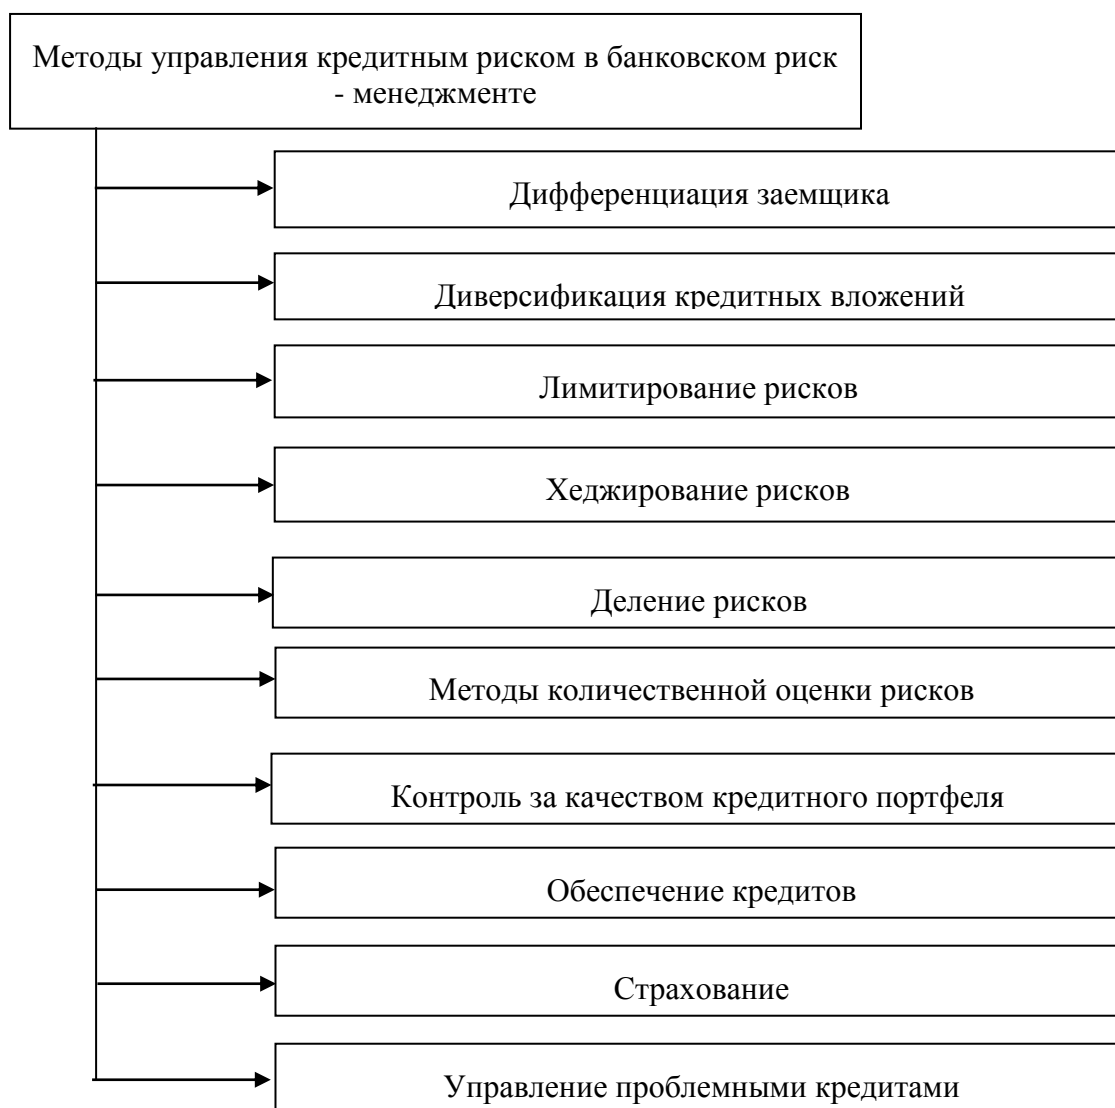 Методы управления кредитным риском в банковском риск
- менеджменте
Дифференциация заемщика
Диверсификация кредитных вложений
Лимитирование рисков
Хеджирование рисков
Деление рисков
Методы количественной оценки рисков
Контроль за качеством кредитного портфеля
Обеспечение кредитов
Страхование
Управление проблемными кредитами